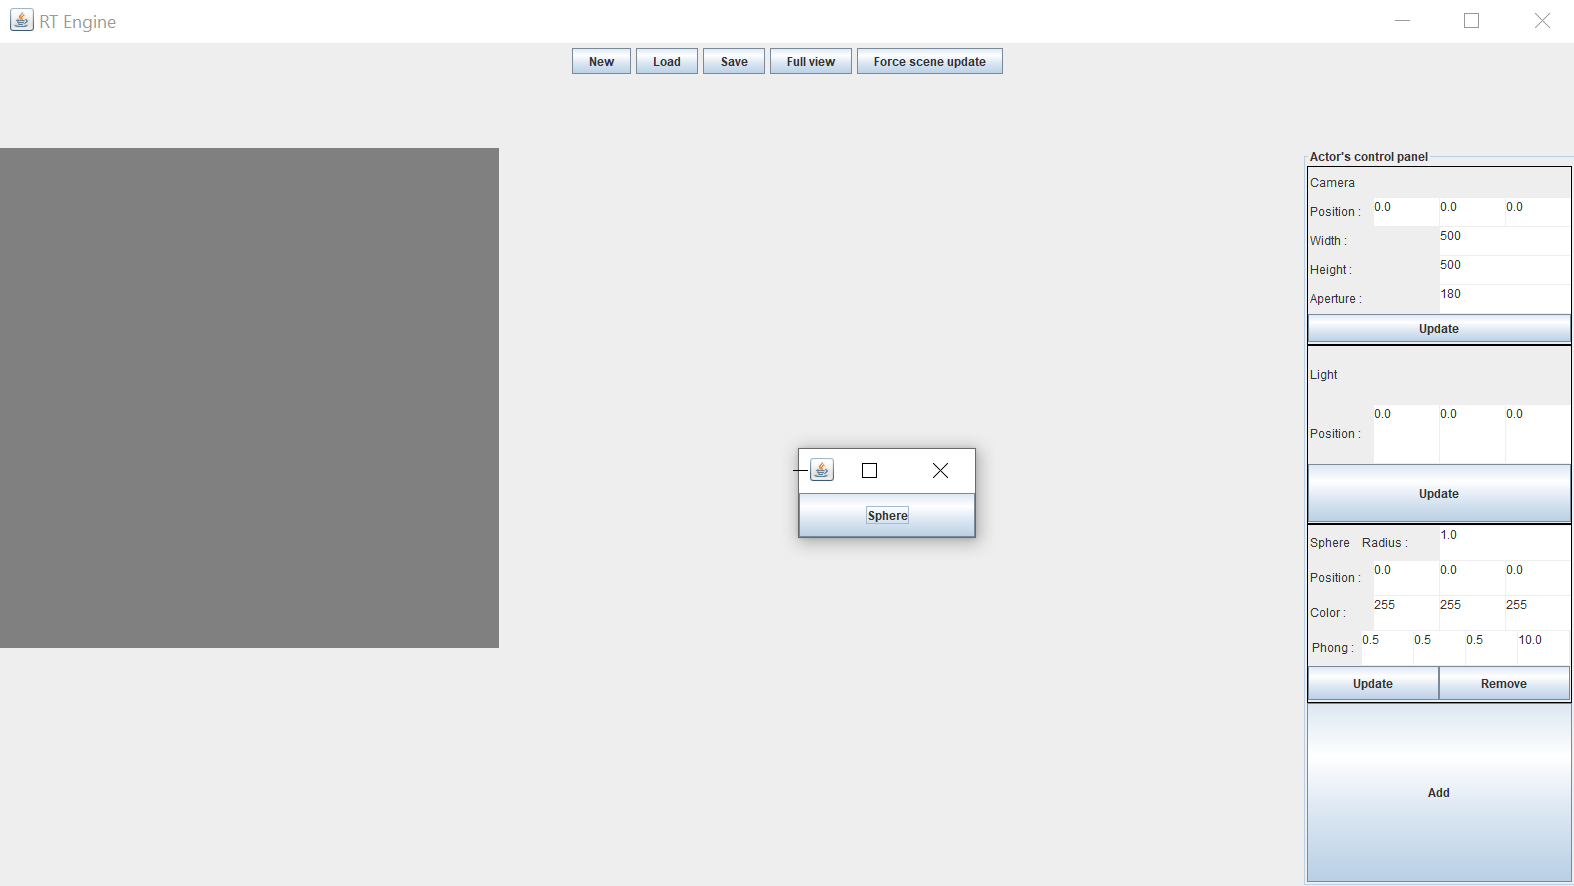 RT Engine
New Load Save Full view Force scene update
Actor's control panel
Camera
Position : 0.0 0.0 0.0
Width : 500
Height : 500
Aperture : 180
Update
Light
Position : 0.0 0.0 0.0
Update
Sphere
Sphere Radius : 1.0
Position : 0.0 0.0 0.0
Color : 255 255 255
Phong : 0.5 0.5 0.5 10.0
Update Remove
Add